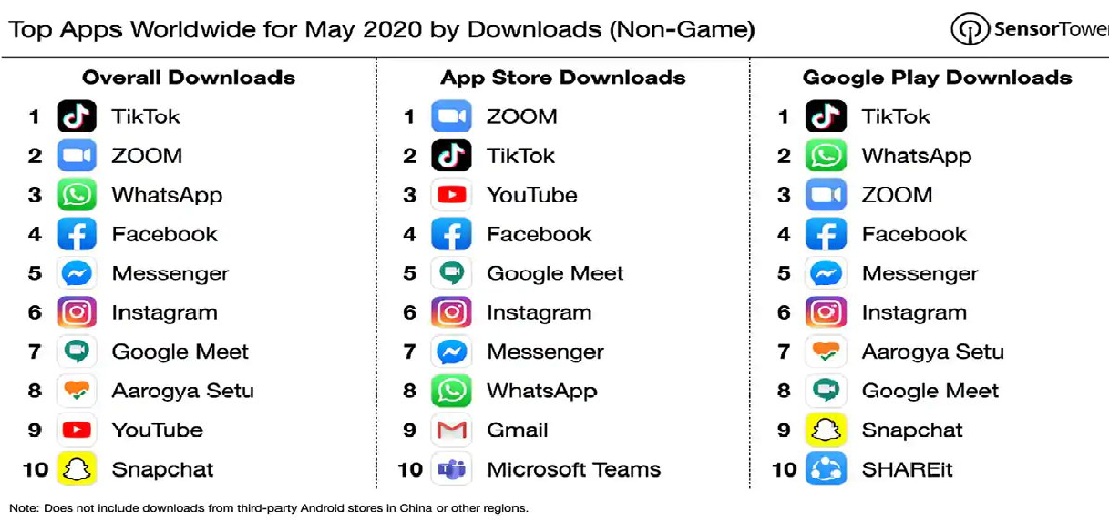 Top Apps Worldwide for May 2020 by Downloads (Non-Game)
SensorTower
Overall Downloads
1 TikTok
2 ZOOM
3 WhatsApp
4 Facebook
5 Messenger
6 Instagram
7 Google Meet
8 Aarogya Setu
9 YouTube
10 Snapchat
App Store Downloads
1 ZOOM
2 TikTok
3 YouTube
4 Facebook
5 Google Meet
6 Instagram
7 Messenger
8 WhatsApp
9 Gmail
10 Microsoft Teams
Google Play Downloads
1 TikTok
2 WhatsApp
3 ZOOM
4 Facebook
5 Messenger
6 Instagram
7 Aarogya Setu
8 Google Meet
9 Snapchat
10 SHAREit
Note: Does not include downloads from third-party Android stores in China or other regions.